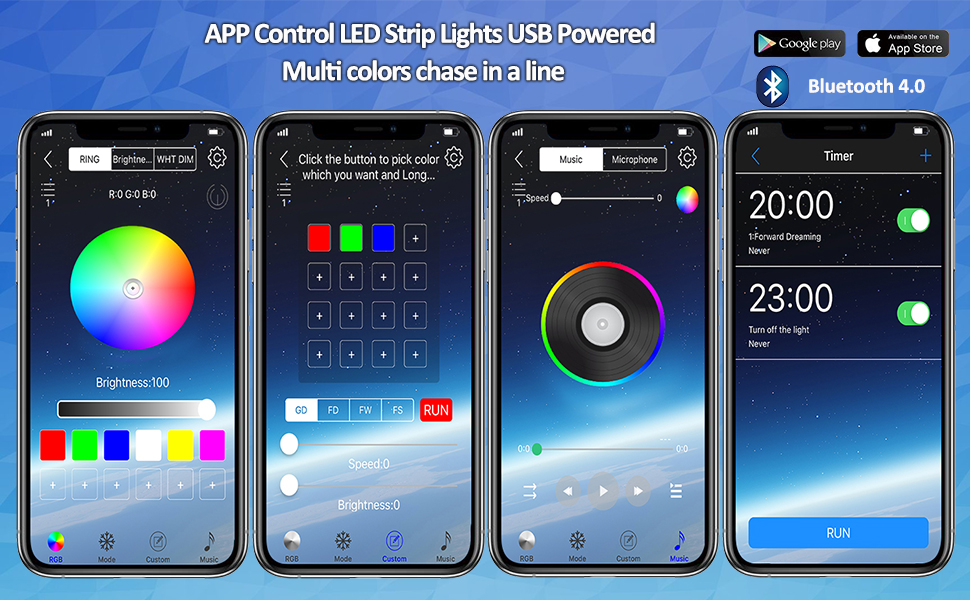 APP Control LED Strip Lights USB Powered
Multi colors chase in a line
Google play
Available on the
App Store
Bluetooth 4.0
RING
Brightne...
WHT DIM
C
1
R:0 G:0 B:0
Brightness:100
RGB
Mode
Custom
Music
Click the button to pick color
which you want and Long...
C
1
GD
FD
FW
FS
RUN
Speed:0
Brightness:0
RGB
Mode
Custom
Music
Music
Microphone
C
1
Speed
0
0:0
---
0:0
RGB
Mode
Custom
Music
Timer
20:00
1:Forward Dreaming
Never
23:00
Turn off the light
Never
RUN